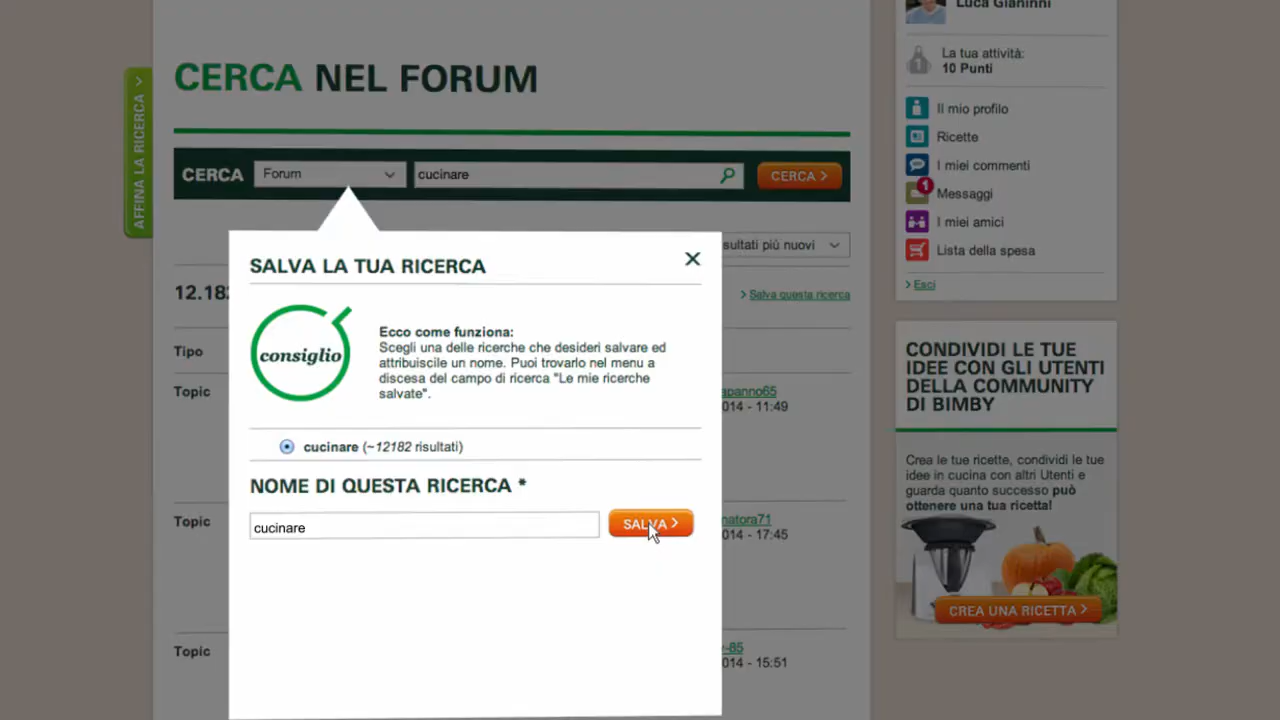 Luca Gianinni
La tua attività:
10 Punti
1
Il mio profilo
Ricette
I miei commenti
1
Messaggi
I miei amici
Lista della spesa
Esci
AFFINA LA RICERCA
CERCA NEL FORUM
CERCA
Forum
cucinare
CERCA
sultati più nuovi
12.182
Salva questa ricerca
Tipo
Topic
apanno65
014 - 11:49
Topic
natora71
014 - 17:45
Topic
-85
014 - 15:51
SALVA LA TUA RICERCA
consiglio
Ecco come funziona:
Scegli una delle ricerche che desideri salvare ed
attribuiscile un nome. Puoi trovarlo nel menu a
discesa del campo di ricerca "Le mie ricerche
salvate".
cucinare (~12182 risultati)
NOME DI QUESTA RICERCA *
cucinare
SALVA
CONDIVIDI LE TUE
IDEE CON GLI UTENTI
DELLA COMMUNITY
DI BIMBY
Crea le tue ricette, condividi le tue
idee in cucina con altri Utenti e
guarda quanto successo può
ottenere una tua ricetta!
CREA UNA RICETTA